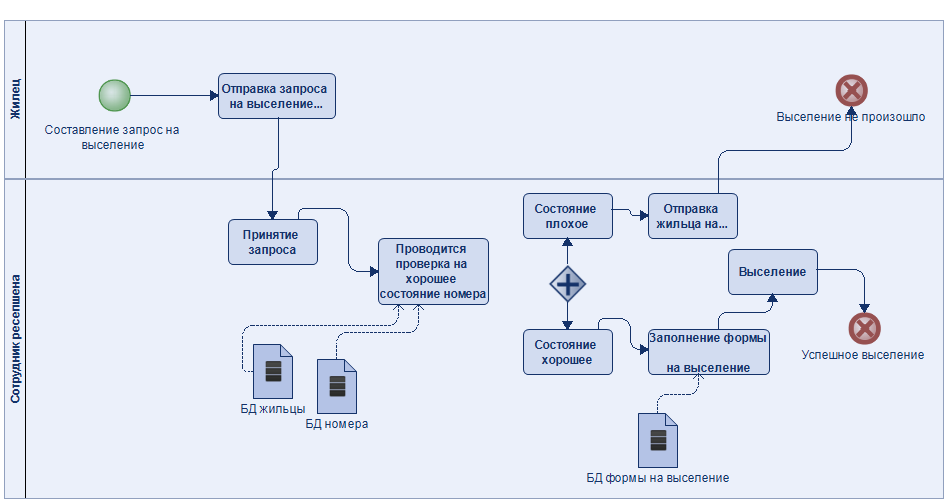 Жилец
Отправка запроса
на выселение...
Составление запрос на
выселение
Выселение не произошло
Сотрудник ресепшена
Принятие
запроса
Проводится
проверка на
хорошее
состояние номера
БД жильцы
БД номера
Состояние
плохое
Отправка
жильца на...
Выселение
Состояние
хорошее
Заполнение формы
на выселение
Успешное выселение
БД формы на выселение